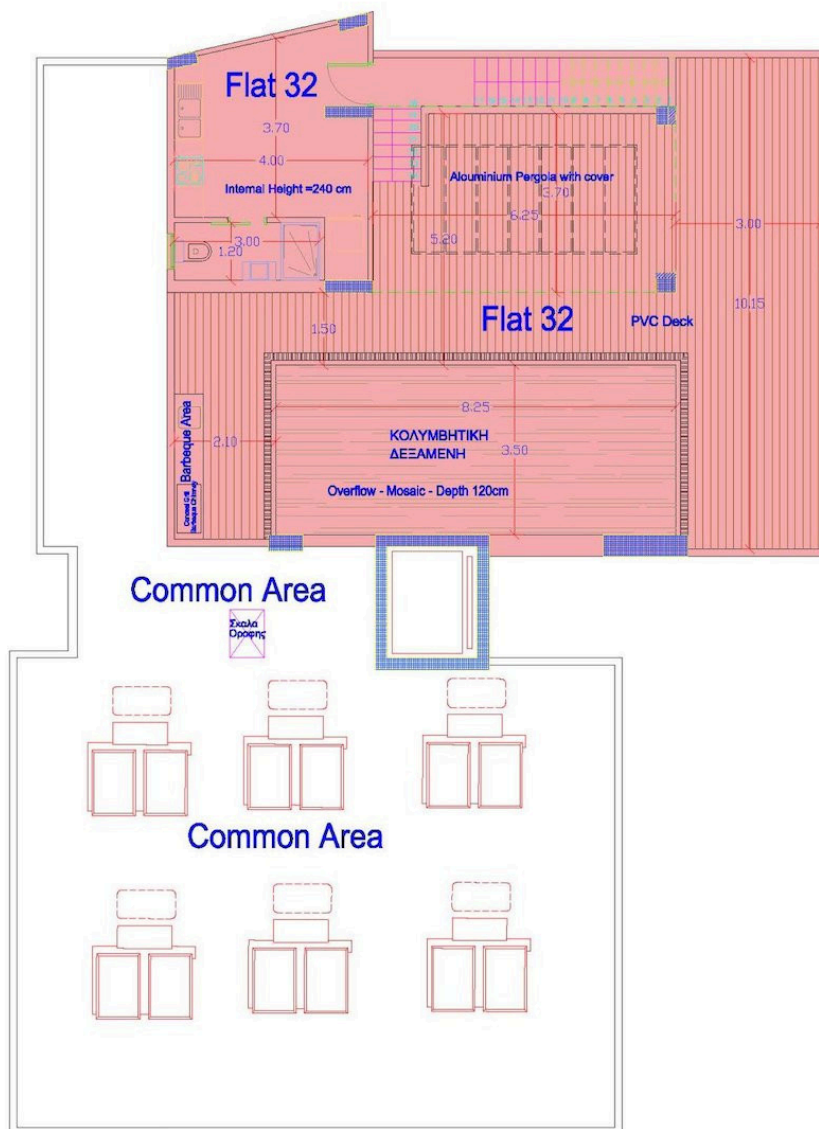 Flat 32
3.70
4.00
Internal Height =240 cm
3.00
1.20
Alouminium Pergola with cover
3.70
6.25
5.20
3.00
10.15
Flat 32
PVC Deck
1.50
8.25
2.10
3.50
ΚΟΛΥΜΒΗΤΙΚΗ
ΔΕΞΑΜΕΝΗ
Overflow - Mosaic - Depth 120cm
Barbeque Area
Common Area
Σκαλα
Οροφης
Common Area